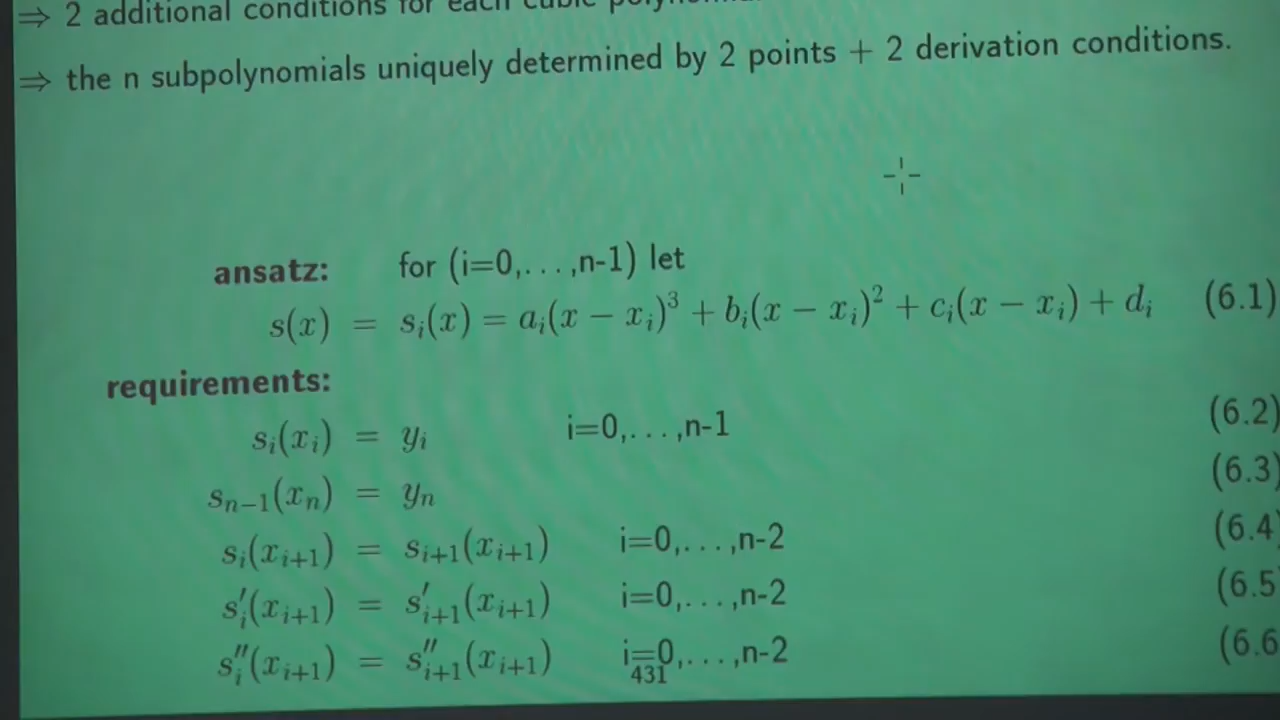 ⇒ 2 additional conditions for each cubic
⇒ the n subpolynomials uniquely determined by 2 points + 2 derivation conditions.
ansatz: for (i=0,...,n-1) let
s(x) = s_i(x) = a_i(x − x_i)^3 + b_i(x − x_i)^2 + c_i(x − x_i) + d_i (6.1)
requirements:
s_i(x_i) = y_i i=0,...,n-1 (6.2)
s_{n−1}(x_n) = y_n (6.3)
s_i(x_{i+1}) = s_{i+1}(x_{i+1}) i=0,...,n-2 (6.4
s'_i(x_{i+1}) = s'_{i+1}(x_{i+1}) i=0,...,n-2 (6.5
s''_i(x_{i+1}) = s''_{i+1}(x_{i+1}) i=0,...,n-2 (6.6
431